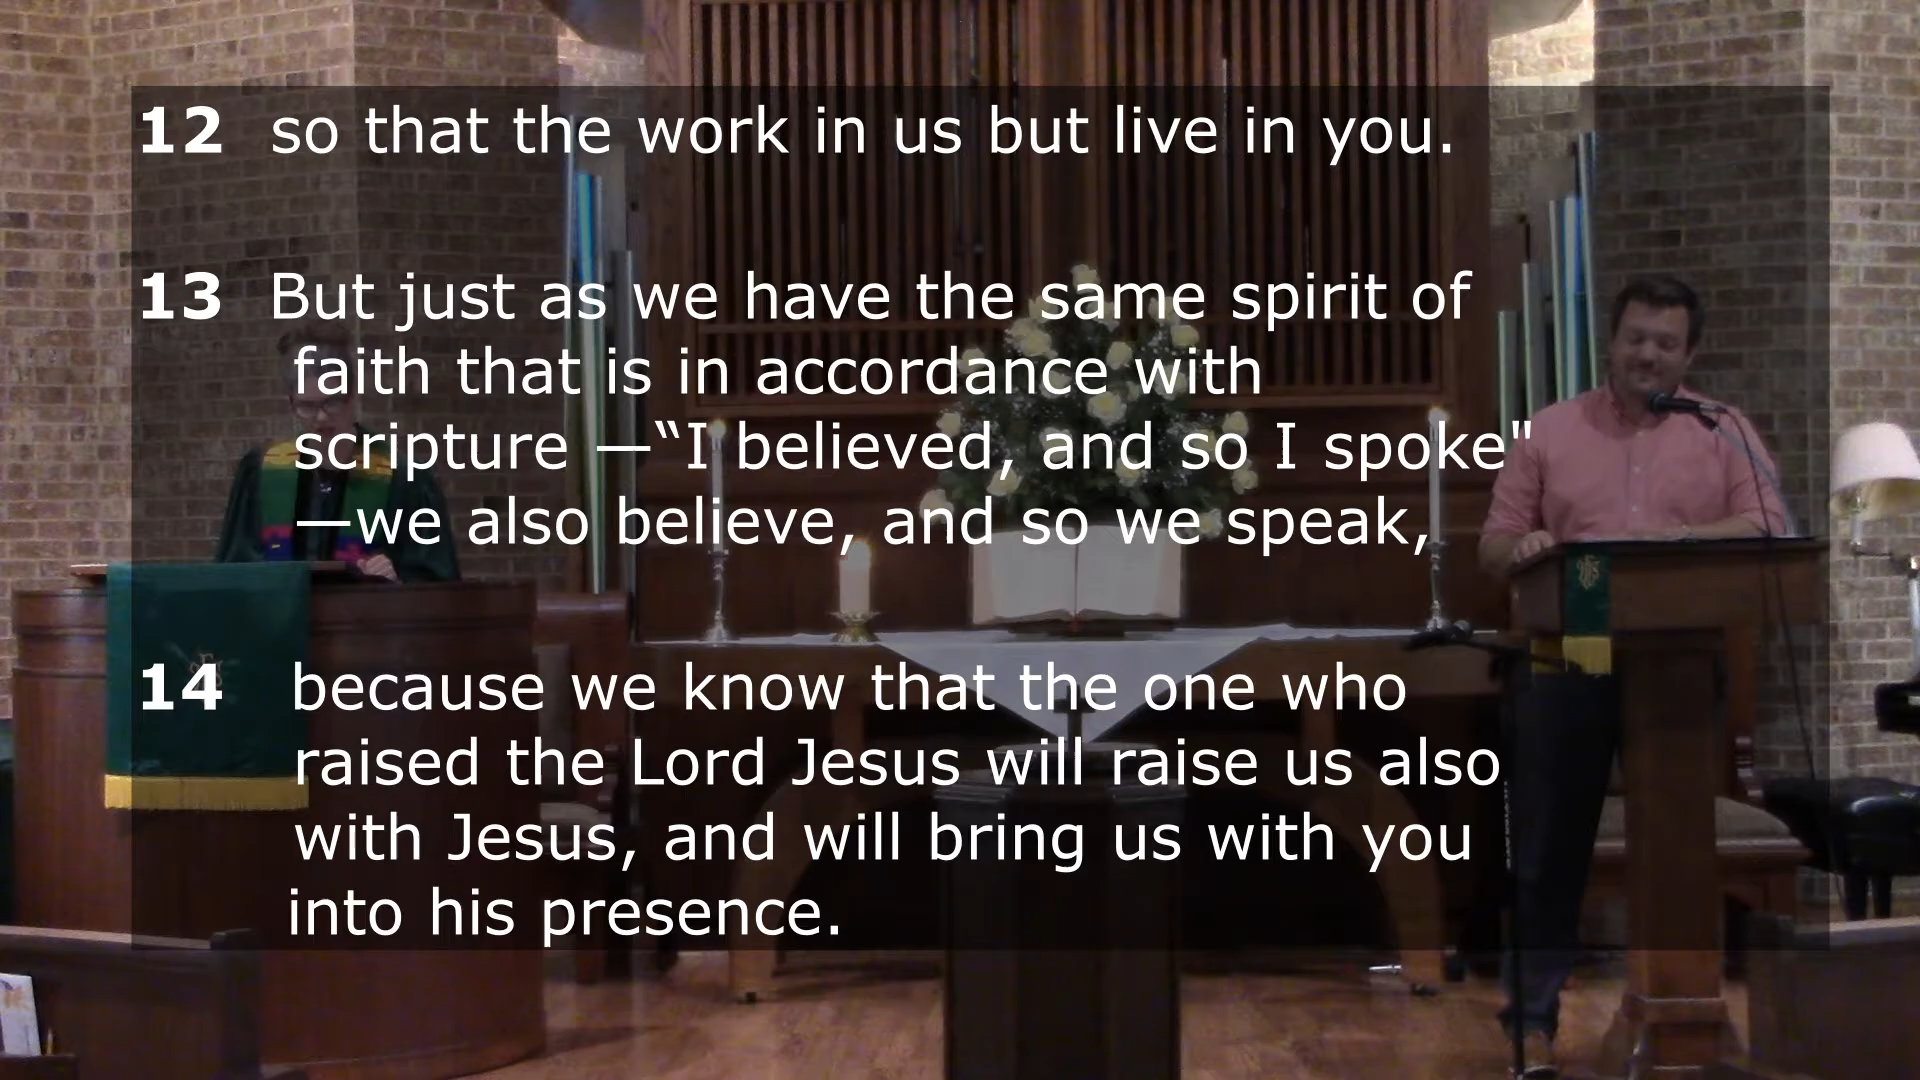 12 so that the work in us but live in you.
13 But just as we have the same spirit of
faith that is in accordance with
scripture —“I believed, and so I spoke"
—we also believe, and so we speak,
14 because we know that the one who
raised the Lord Jesus will raise us also
with Jesus, and will bring us with you
into his presence.